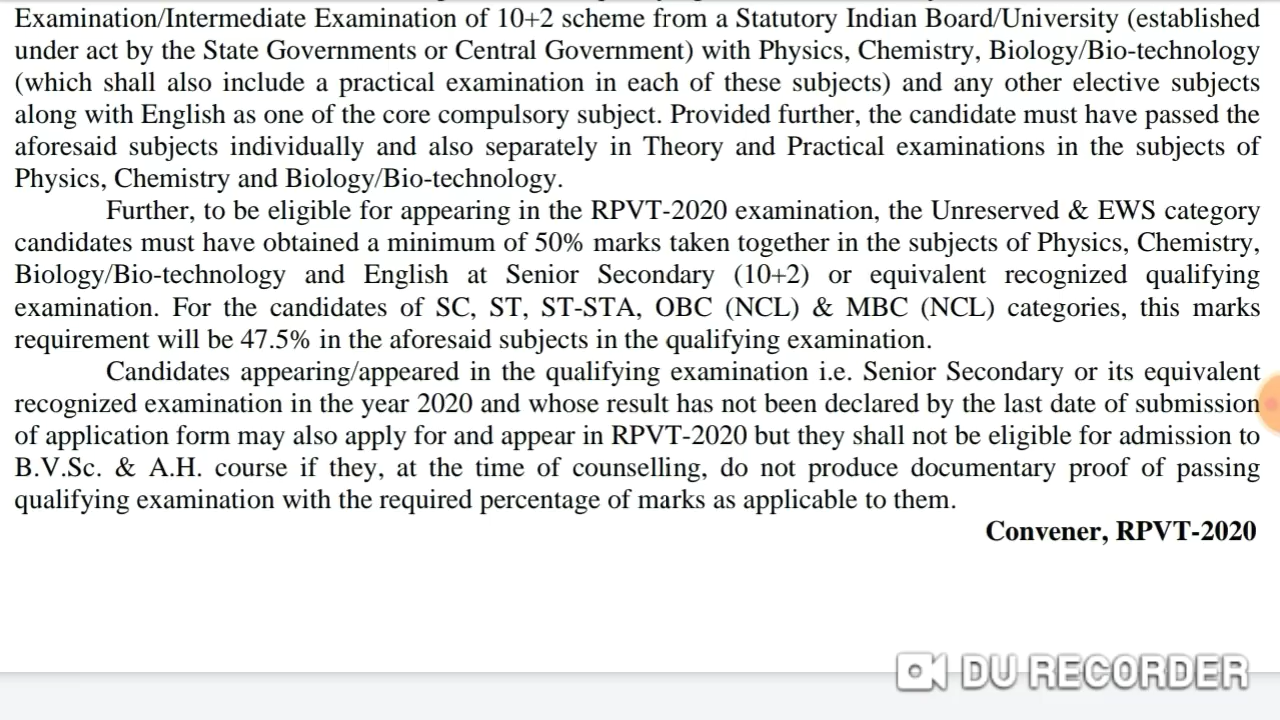 Examination/Intermediate Examination of 10+2 scheme from a Statutory Indian Board/University (established
under act by the State Governments or Central Government) with Physics, Chemistry, Biology/Bio-technology
(which shall also include a practical examination in each of these subjects) and any other elective subjects
along with English as one of the core compulsory subject. Provided further, the candidate must have passed the
aforesaid subjects individually and also separately in Theory and Practical examinations in the subjects of
Physics, Chemistry and Biology/Bio-technology.
Further, to be eligible for appearing in the RPVT-2020 examination, the Unreserved & EWS category
candidates must have obtained a minimum of 50% marks taken together in the subjects of Physics, Chemistry,
Biology/Bio-technology and English at Senior Secondary (10+2) or equivalent recognized qualifying
examination. For the candidates of SC, ST, ST-STA, OBC (NCL) & MBC (NCL) categories, this marks
requirement will be 47.5% in the aforesaid subjects in the qualifying examination.
Candidates appearing/appeared in the qualifying examination i.e. Senior Secondary or its equivalent
recognized examination in the year 2020 and whose result has not been declared by the last date of submission
of application form may also apply for and appear in RPVT-2020 but they shall not be eligible for admission to
B.V.Sc. & A.H. course if they, at the time of counselling, do not produce documentary proof of passing
qualifying examination with the required percentage of marks as applicable to them.
Convener, RPVT-2020
DU RECORDER